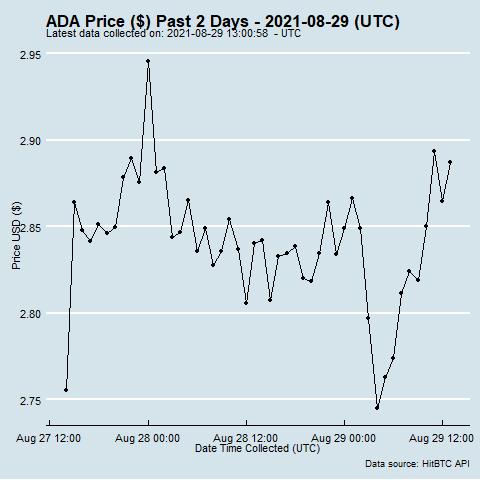 ADA Price ($) Past 2 Days - 2021-08-29 (UTC)
Latest data collected on: 2021-08-29 13:00:58 - UTC
2.95
2.90
2.85
2.80
2.75
Price USD ($)
Aug 27 12:00 Aug 28 00:00 Aug 28 12:00 Aug 29 00:00 Aug 29 12:00
Date Time Collected (UTC)
Data source: HitBTC API